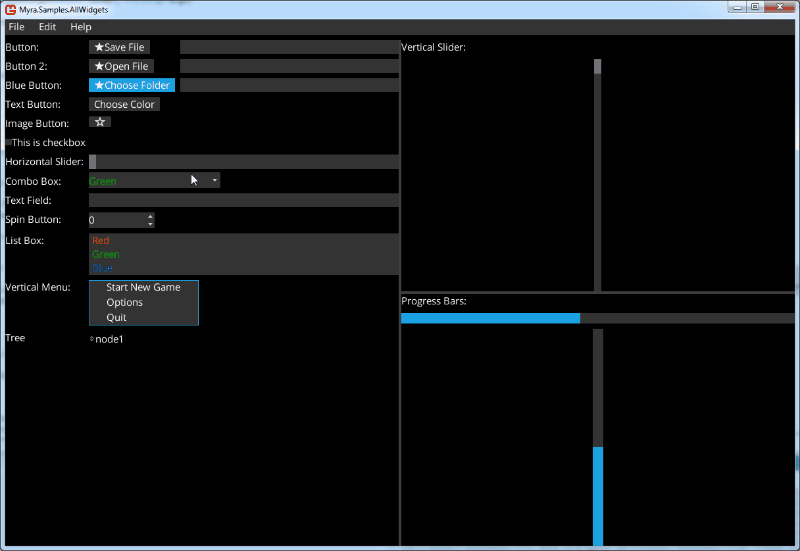 Myra.Samples.AllWidgets
File Edit Help
Button: ★Save File
Button 2: ★Open File
Blue Button: ★Choose Folder
Text Button: Choose Color
Image Button: ☆
This is checkbox
Horizontal Slider:
Combo Box: Green
Text Field:
Spin Button: 0
List Box: Red
Green
Blue
Vertical Menu: Start New Game
Options
Quit
Tree node1
Vertical Slider:
Progress Bars: